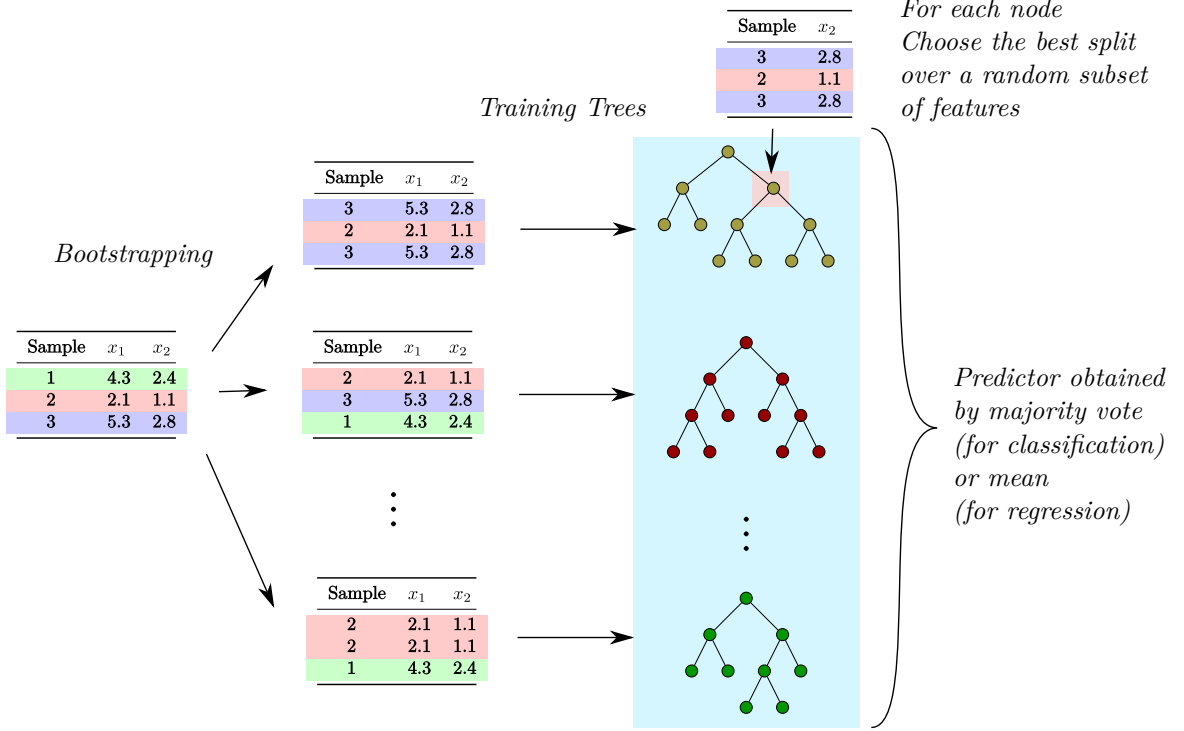 For each node
Choose the best split
over a random subset
of features
Sample x₂
3 2.8
2 1.1
3 2.8
Training Trees
Sample x₁ x₂
3 5.3 2.8
2 2.1 1.1
3 5.3 2.8
Bootstrapping
Sample x₁ x₂
1 4.3 2.4
2 2.1 1.1
3 5.3 2.8
Sample x₁ x₂
2 2.1 1.1
3 5.3 2.8
1 4.3 2.4
Sample x₁ x₂
2 2.1 1.1
2 2.1 1.1
1 4.3 2.4
Predictor obtained
by majority vote
(for classification)
or mean
(for regression)